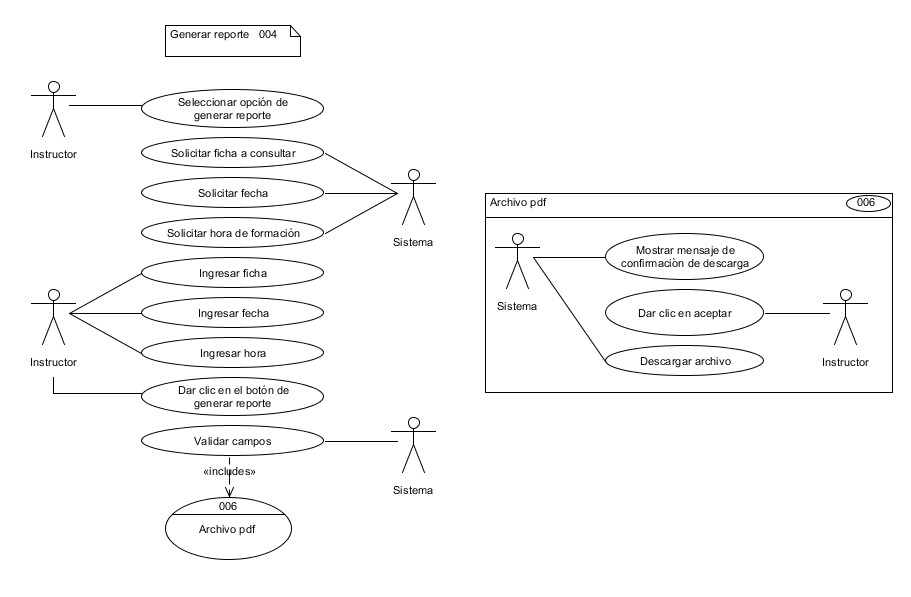 Generar reporte 004
Seleccionar opción de
generar reporte
Instructor
Solicitar ficha a consultar
Solicitar fecha
Solicitar hora de formación
Sistema
Ingresar ficha
Ingresar fecha
Ingresar hora
Instructor
Dar clic en el botón de
generar reporte
Validar campos
Sistema
«includes»
006
Archivo pdf
Archivo pdf 006
Mostrar mensaje de
confirmaciòn de descarga
Sistema
Dar clic en aceptar
Descargar archivo
Instructor